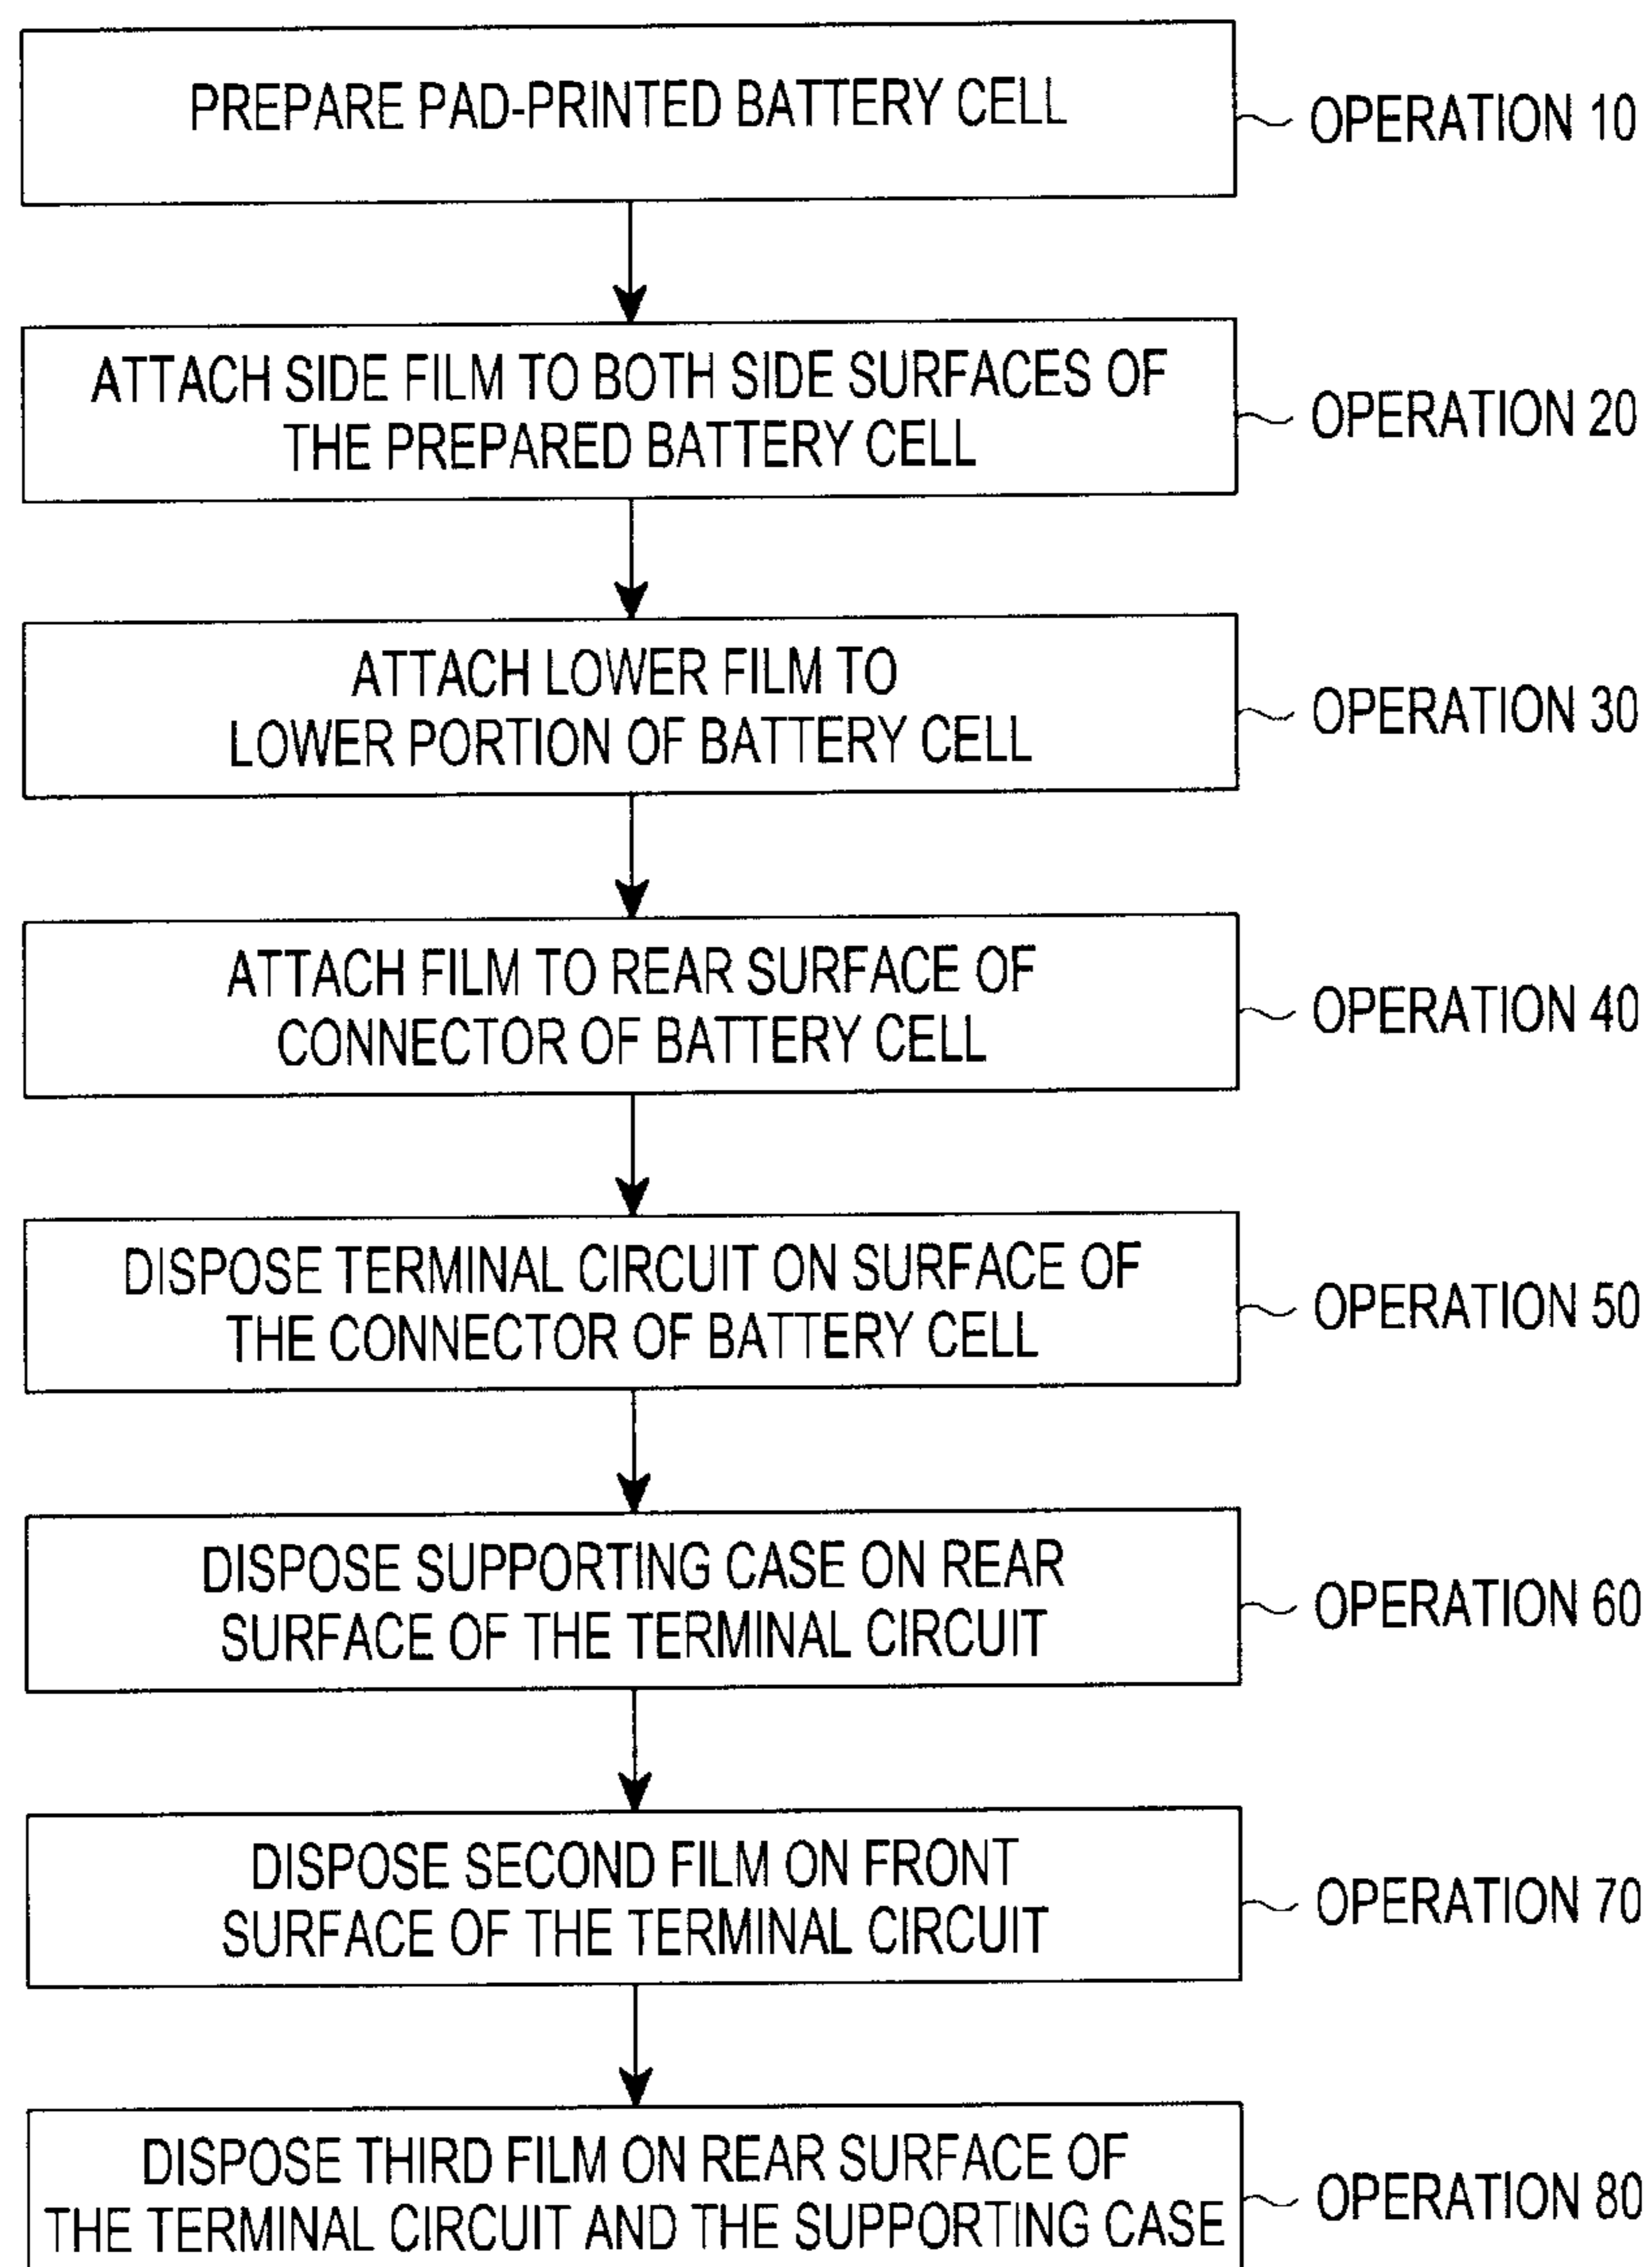 PREPARE PAD-PRINTED BATTERY CELL
OPERATION 10
ATTACH SIDE FILM TO BOTH SIDE SURFACES OF
THE PREPARED BATTERY CELL
OPERATION 20
ATTACH LOWER FILM TO
LOWER PORTION OF BATTERY CELL
OPERATION 30
ATTACH FILM TO REAR SURFACE OF
CONNECTOR OF BATTERY CELL
OPERATION 40
DISPOSE TERMINAL CIRCUIT ON SURFACE OF
THE CONNECTOR OF BATTERY CELL
OPERATION 50
DISPOSE SUPPORTING CASE ON REAR
SURFACE OF THE TERMINAL CIRCUIT
OPERATION 60
DISPOSE SECOND FILM ON FRONT
SURFACE OF THE TERMINAL CIRCUIT
OPERATION 70
DISPOSE THIRD FILM ON REAR SURFACE OF
THE TERMINAL CIRCUIT AND THE SUPPORTING CASE
OPERATION 80